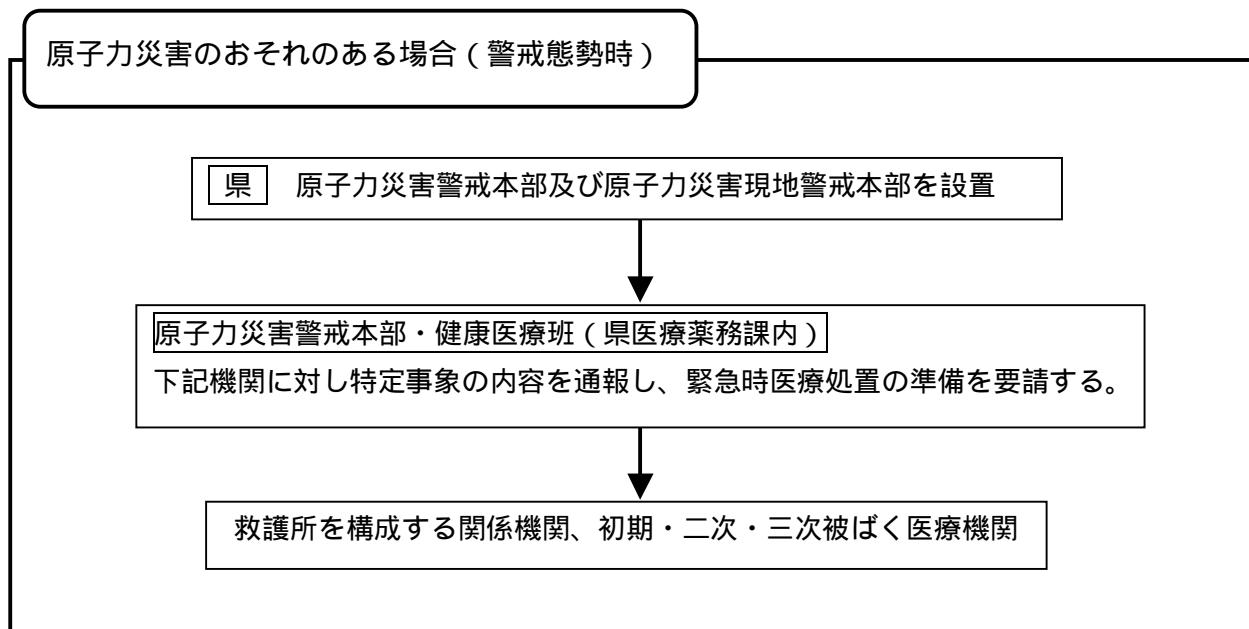 原子力災害のおそれのある場合（警戒態勢時）
県　原子力災害警戒本部及び原子力災害現地警戒本部を設置
原子力災害警戒本部・健康医療班（県医療薬務課内）
下記機関に対し特定事象の内容を通報し、緊急時医療処置の準備を要請する。
救護所を構成する関係機関、初期・二次・三次被ばく医療機関